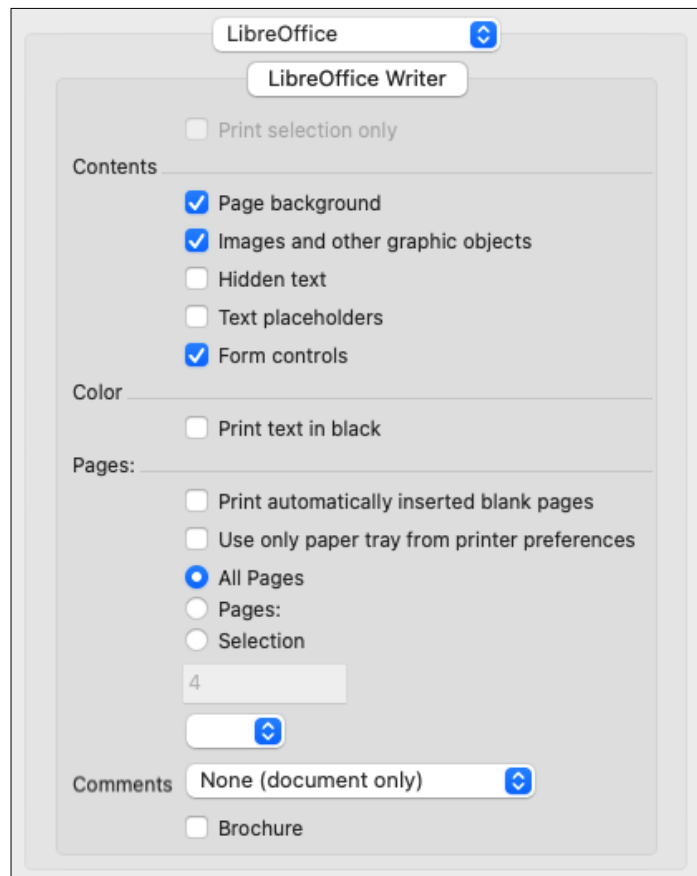 LibreOffice
LibreOffice Writer
Print selection only
Contents
Page background
Images and other graphic objects
Hidden text
Text placeholders
Form controls
Color
Print text in black
Pages:
Print automatically inserted blank pages
Use only paper tray from printer preferences
All Pages
Pages:
Selection
4
Comments None (document only)
Brochure